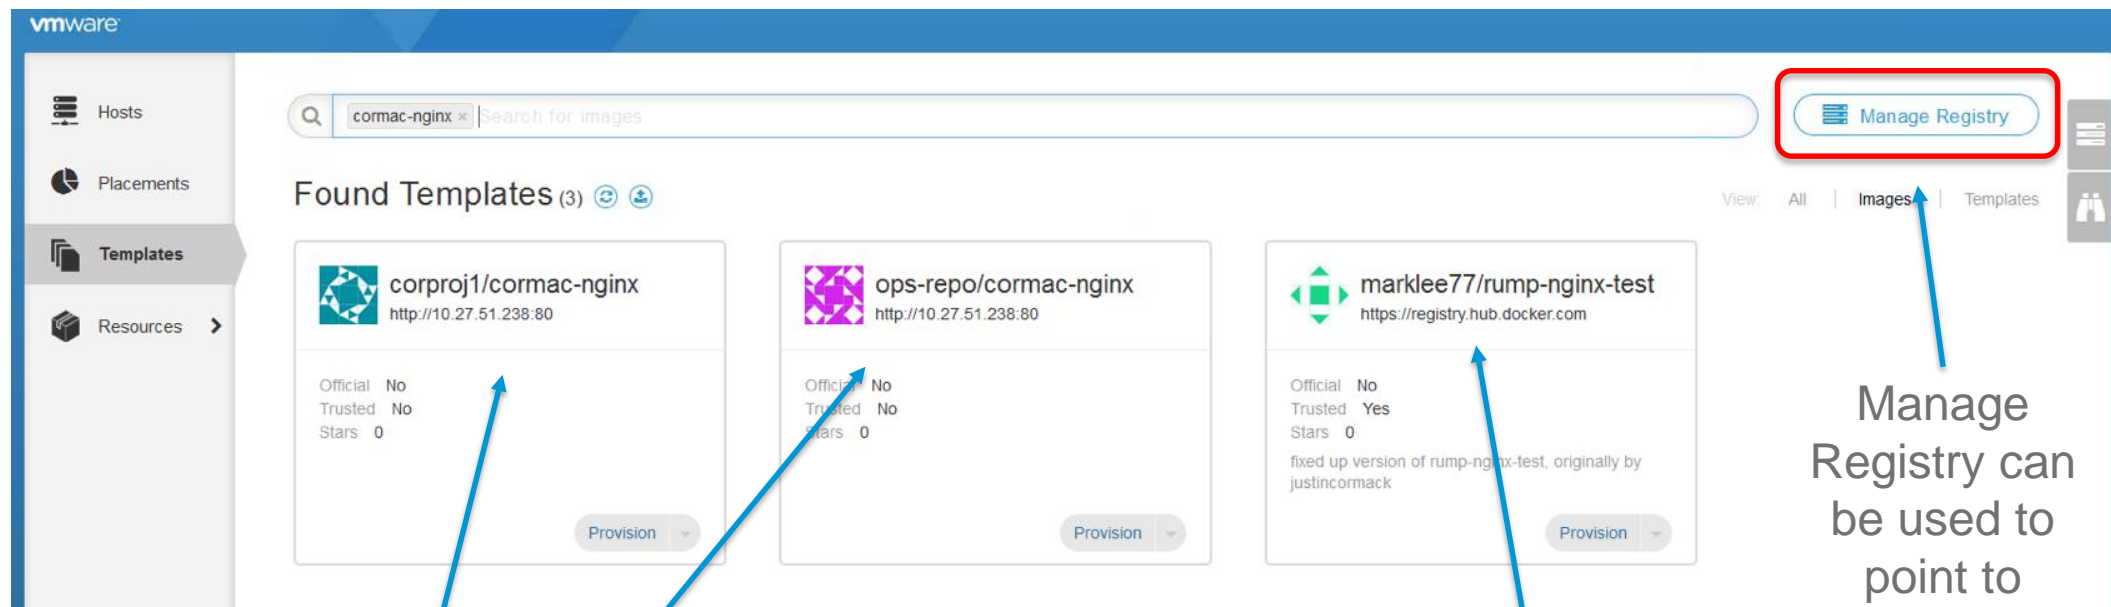 vmware
Hosts
Placements
Templates
Resources
cormac-nginx × Search for images
Manage Registry
Found Templates (3)
View: All | Images | Templates
corproj1/cormac-nginx
http://10.27.51.238:80
Official No
Trusted No
Stars 0
Provision
ops-repo/cormac-nginx
http://10.27.51.238:80
Official No
Trusted No
Stars 0
Provision
marklee77/rump-nginx-test
https://registry.hub.docker.com
Official No
Trusted Yes
Stars 0
fixed up version of rump-nginx-test, originally by
justincormack
Provision
Manage
Registry can
be used to
point to